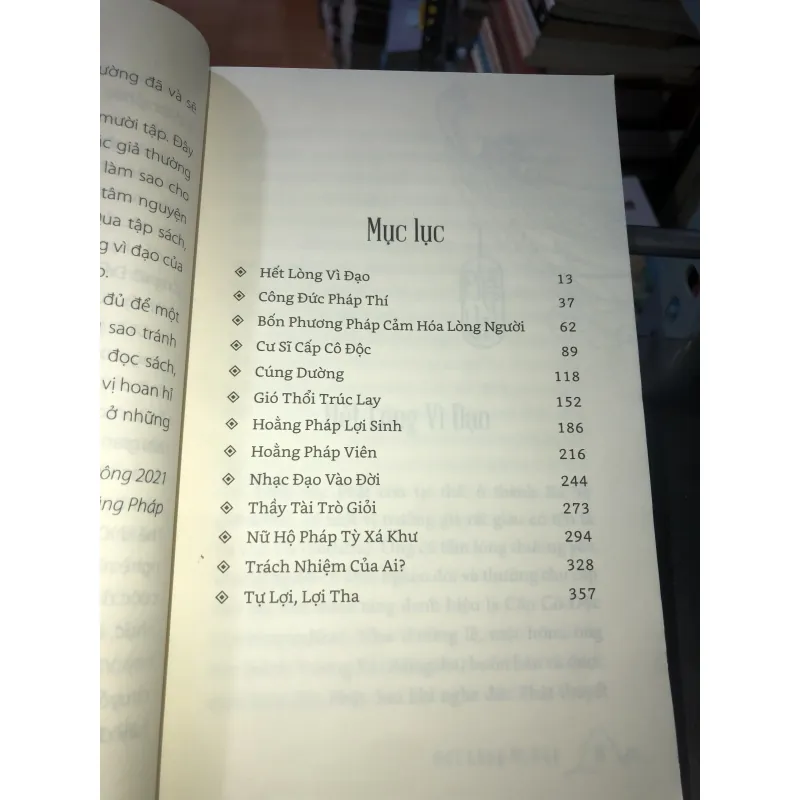 ường đã và sẽ
mười tập. Đây
c giả thường
làm sao cho
tâm nguyện
ua tập sách,
g vì đạo của
o.
đủ để một
sao tránh
đọc sách,
vị hoan hỉ
ở những
ông 2021
ng Pháp
Mục lục
Hết Lòng Vì Đạo 13
Công Đức Pháp Thí 37
Bốn Phương Pháp Cảm Hóa Lòng Người 62
Cư Sĩ Cấp Cô Độc 89
Cúng Dường 118
Gió Thổi Trúc Lay 152
Hoằng Pháp Lợi Sinh 186
Hoằng Pháp Viên 216
Nhạc Đạo Vào Đời 244
Thầy Tài Trò Giỏi 273
Nữ Hộ Pháp Tỳ Xá Khư 294
Trách Nhiệm Của Ai? 328
Tự Lợi, Lợi Tha 357